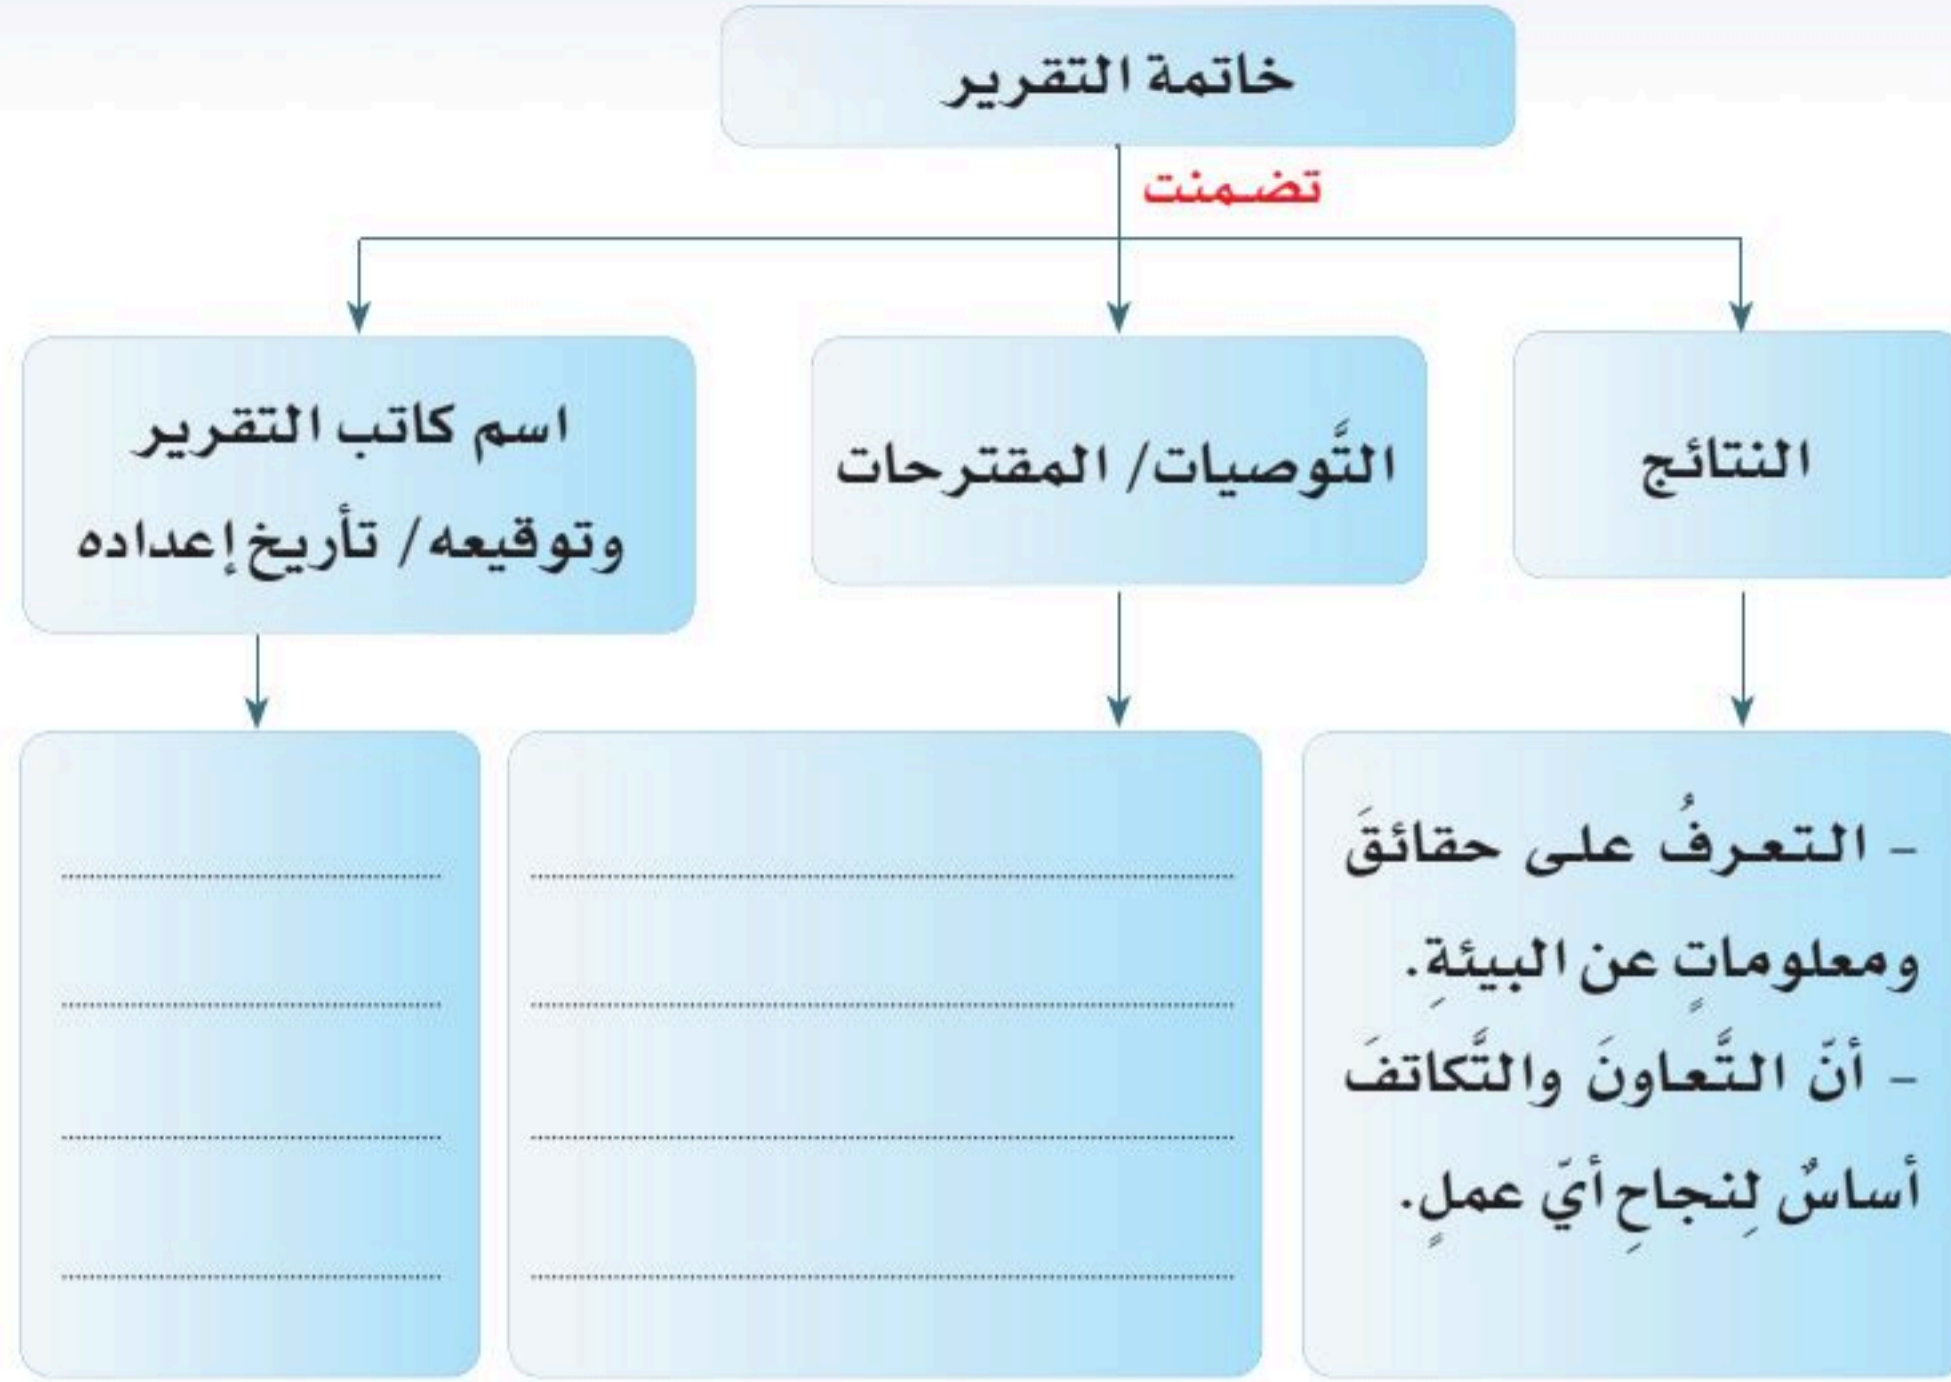 خاتمة التقرير
تضمنت
النتائج
التَّوصيات/ المقترحات
اسم كاتب التقرير
وتوقيعه/ تأريخ إعداده
- التعرفُ على حقائقَ
ومعلوماتٍ عن البيئةِ.
- أنّ التَّعاونَ والتَّكاتفَ
أساسٌ لِنجاحِ أيّ عملٍ.